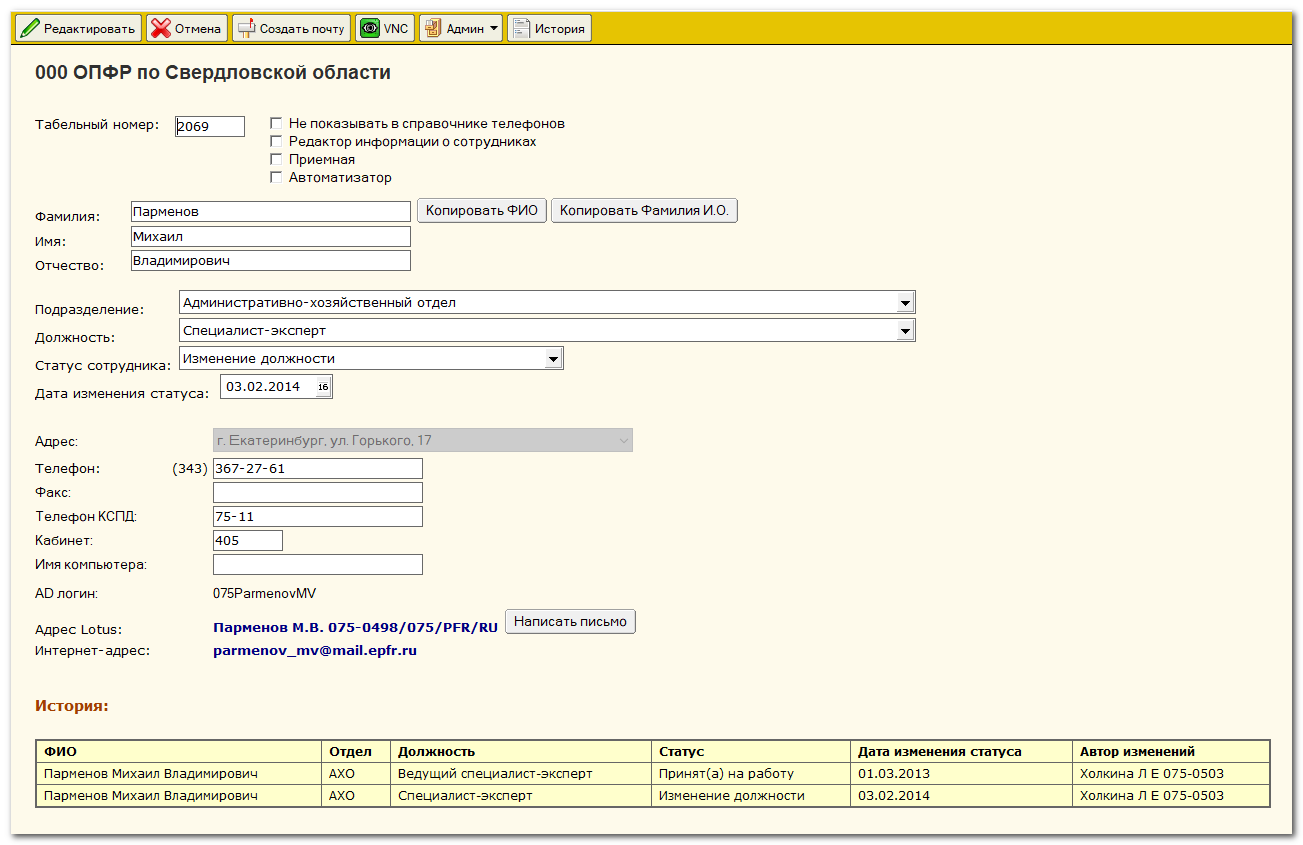 Редактировать Отмена Создать почту VNC Админ История
000 ОПФР по Свердловской области
Табельный номер: 2069 Не показывать в справочнике телефонов
Редактор информации о сотрудниках
Приемная
Автоматизатор
Фамилия: Парменов Копировать ФИО Копировать Фамилия И.О.
Имя: Михаил
Отчество: Владимирович
Подразделение: Административно-хозяйственный отдел
Должность: Специалист-эксперт
Статус сотрудника: Изменение должности
Дата изменения статуса: 03.02.2014 16
Адрес: г. Екатеринбург, ул. Горького, 17
Телефон: (343) 367-27-61
Факс:
Телефон КСПД: 75-11
Кабинет: 405
Имя компьютера:
AD логин: 075ParmenovMV
Адрес Lotus: Парменов М.В. 075-0498/075/PFR/RU Написать письмо
Интернет-адрес: parmenov_mv@mail.epfr.ru
История:
ФИО Отдел Должность Статус Дата изменения статуса Автор изменений
Парменов Михаил Владимирович АХО Ведущий специалист-эксперт Принят(а) на работу 01.03.2013 Холкина Л Е 075-0503
Парменов Михаил Владимирович АХО Специалист-эксперт Изменение должности 03.02.2014 Холкина Л Е 075-0503